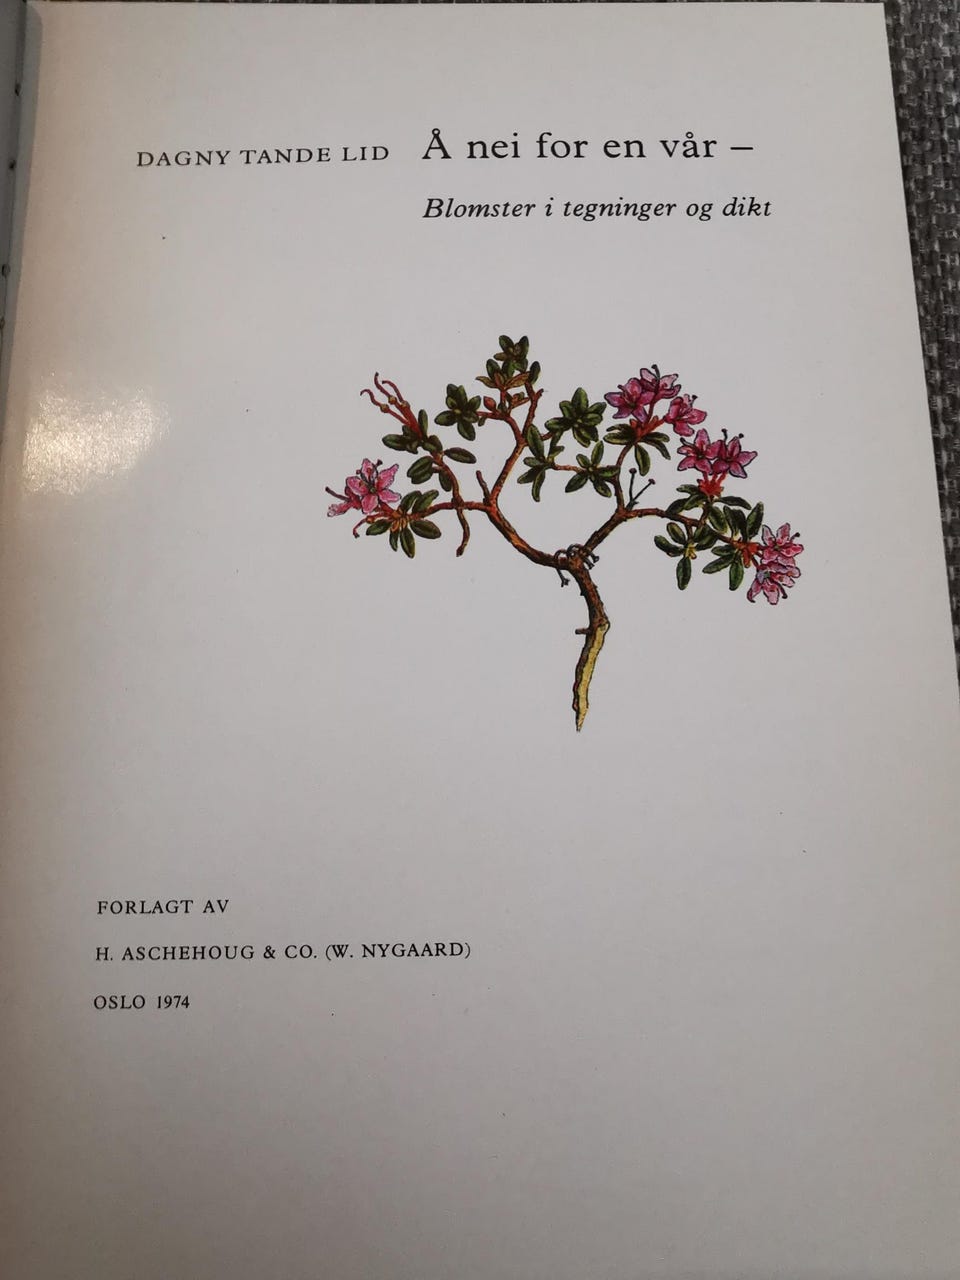 DAGNY TANDE LID Å nei for en vår –
Blomster i tegninger og dikt
FORLAGT AV
H. ASCHEHOUG & CO. (W. NYGAARD)
OSLO 1974